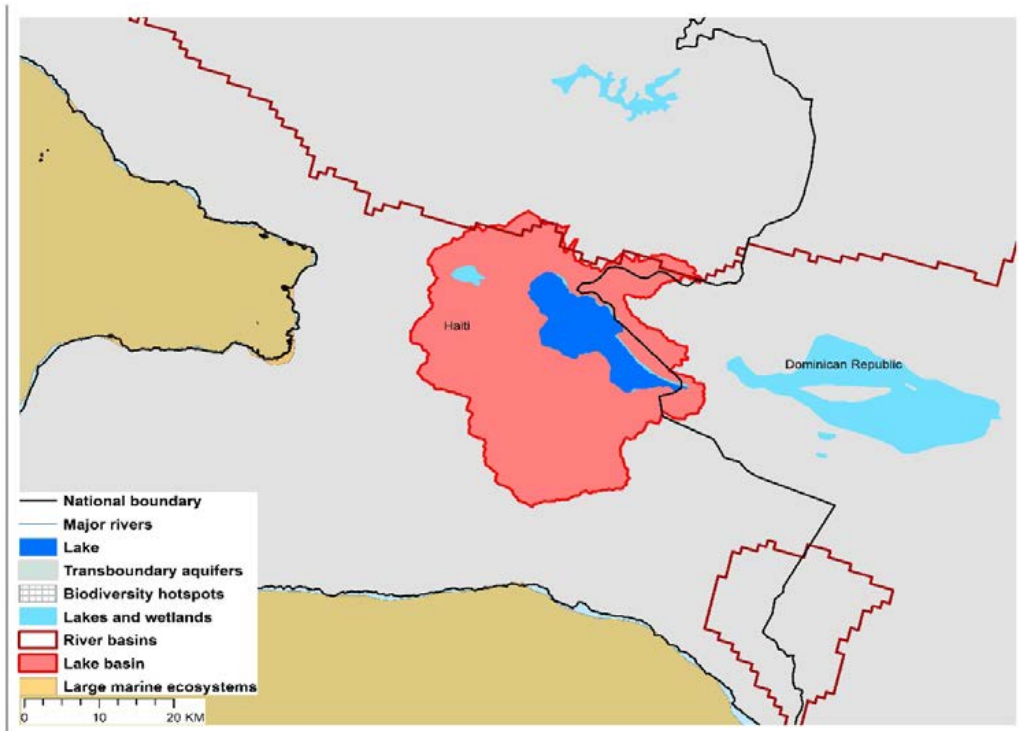 Haiti
Dominican Republic
National boundary
Major rivers
Lake
Transboundary aquifers
Biodiversity hotspots
Lakes and wetlands
River basins
Lake basin
Large marine ecosystems
0 10 20 KM